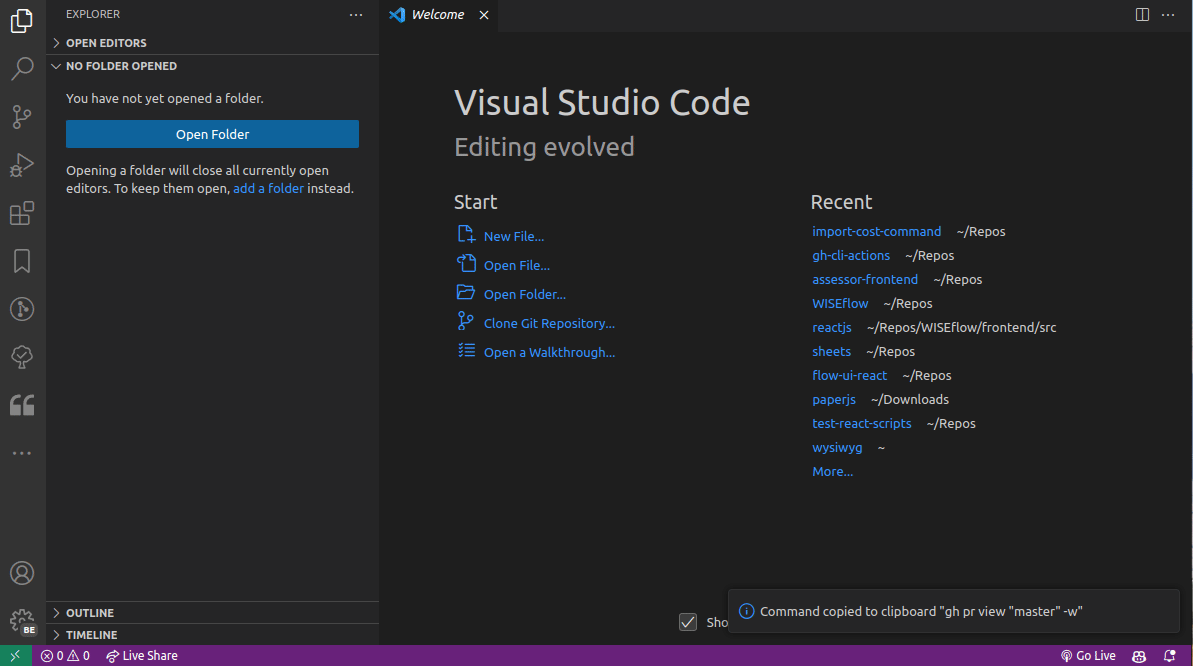 EXPLORER
Welcome
OPEN EDITORS
NO FOLDER OPENED
You have not yet opened a folder.
Open Folder
Opening a folder will close all currently open
editors. To keep them open, add a folder instead.
OUTLINE
TIMELINE
Visual Studio Code
Editing evolved
Start
New File...
Open File...
Open Folder...
Clone Git Repository...
Open a Walkthrough...
Recent
import-cost-command ~/Repos
gh-cli-actions ~/Repos
assessor-frontend ~/Repos
WISEflow ~/Repos
reactjs ~/Repos/WISEflow/frontend/src
sheets ~/Repos
flow-ui-react ~/Repos
paperjs ~/Downloads
test-react-scripts ~/Repos
wysiwyg ~
More...
Sho
Command copied to clipboard "gh pr view "master" -w"
BE
0 0 Live Share
Go Live